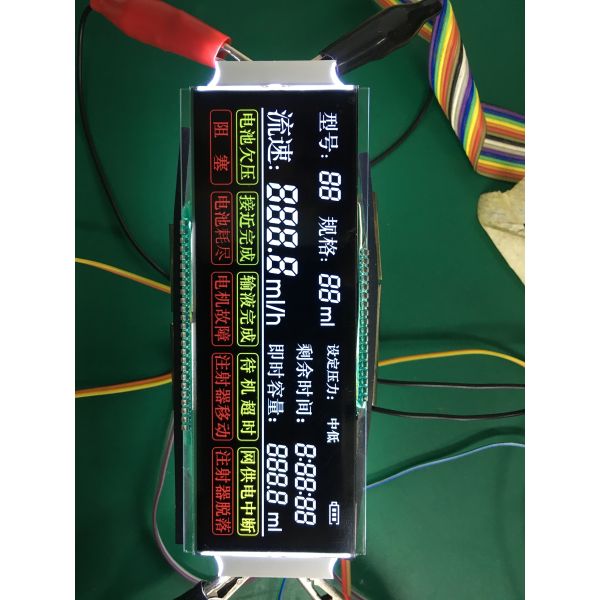 型号: 88 规格: 88 ml 设定压力: 中低
剩余时间: 8:88:88
流速: 888.8 ml/h 即时容量: 888.8 ml
电池欠压 接近完成 输液完成 待机超时 网供电中断
阻塞 电池耗尽 电机故障 注射器移动 注射器脱落